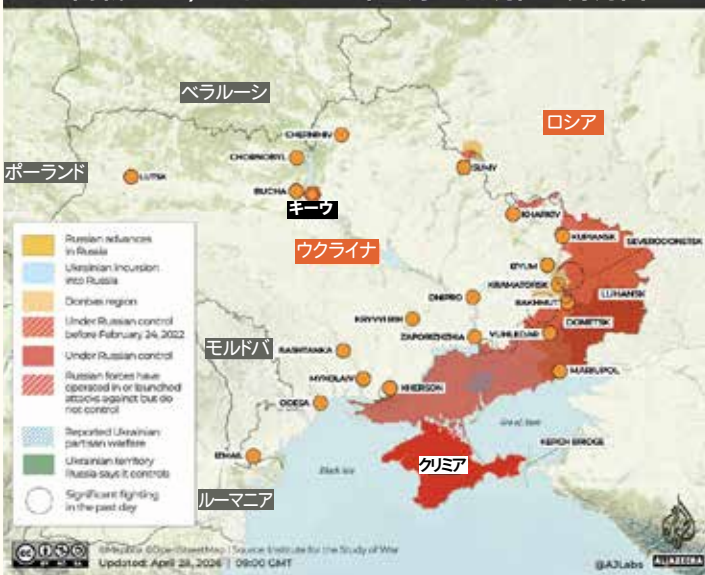 ベラルーシ
ロシア
CHERNIHIV
CHORNOBYL
SUMY
ポーランド
LUTSK
BUCHA
キーウ
KHARKIV
ウクライナ
KUPIANSK
SEVERODONETSK
IZYUM
KRAMATORSK
LUHANSK
DNIPRO
BAKHMUT
KRYVYI RIH
DONETSK
ZAPORIZHZHIA
VUHLEDAR
モルドバ
BASHTANKA
MARIUPOL
MYKOLAIV
KHERSON
ODESA
Sea of Azov
KERCH BRIDGE
IZMAIL
クリミア
Black Sea
ルーマニア
Russian advances
in Russia
Ukrainian incursion
into Russia
Donbas region
Under Russian control
before February 24, 2022
Under Russian control
Russian forces have
operated in or launched
attacks against but do
not control
Reported Ukrainian
partisan warfare
Ukrainian territory
Russia says it controls
Significant fighting
in the past day
©Mapbox ©OpenStreetMap | Source: Institute for the Study of War
Updated: April 28, 2026 | 09:00 GMT
@AJLabs
ALJAZEERA